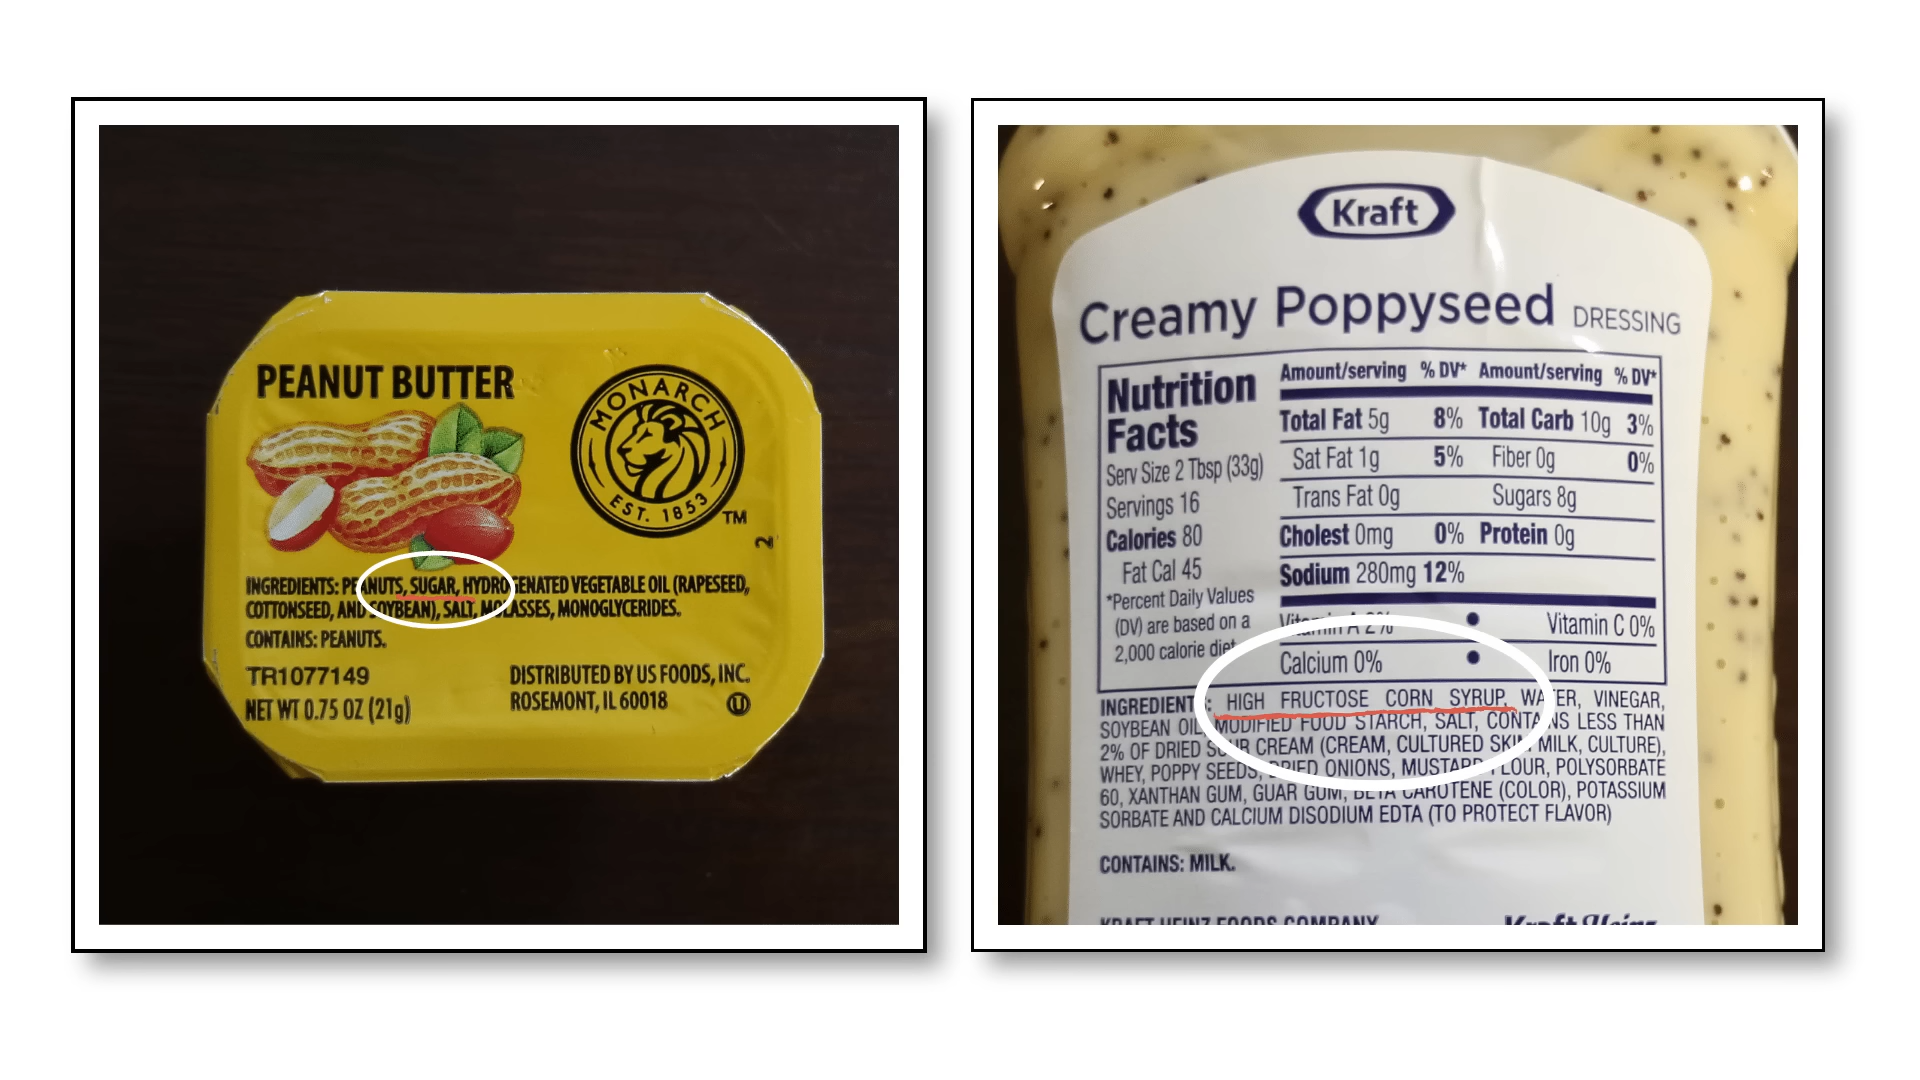 PEANUT BUTTER
MONARCH
EST. 1853
TM
2
INGREDIENTS: PEANUTS, SUGAR, HYDROGENATED VEGETABLE OIL (RAPESEED,
COTTONSEED, AND SOYBEAN), SALT, MOLASSES, MONOGLYCERIDES.
CONTAINS: PEANUTS.
TR1077149
NET WT 0.75 OZ (21g)
DISTRIBUTED BY US FOODS, INC.
ROSEMONT, IL 60018
U
Kraft
Creamy Poppyseed DRESSING
Nutrition
Facts
Serv Size 2 Tbsp (33g)
Servings 16
Calories 80
Fat Cal 45
*Percent Daily Values
(DV) are based on a
2,000 calorie diet
Amount/serving % DV* Amount/serving % DV*
Total Fat 5g 8% Total Carb 10g 3%
Sat Fat 1g 5% Fiber 0g 0%
Trans Fat 0g Sugars 8g
Cholest 0mg 0% Protein 0g
Sodium 280mg 12%
Vitamin A 2% • Vitamin C 0%
Calcium 0% • Iron 0%
INGREDIENTS: HIGH FRUCTOSE CORN SYRUP, WATER, VINEGAR,
SOYBEAN OIL, MODIFIED FOOD STARCH, SALT, CONTAINS LESS THAN
2% OF DRIED SOUR CREAM (CREAM, CULTURED SKIM MILK, CULTURE),
WHEY, POPPY SEEDS, DRIED ONIONS, MUSTARD FLOUR, POLYSORBATE
60, XANTHAN GUM, GUAR GUM, BETA CAROTENE (COLOR), POTASSIUM
SORBATE AND CALCIUM DISODIUM EDTA (TO PROTECT FLAVOR)
CONTAINS: MILK.
KRAFT HEINZ FOODS COMPANY
Kraft Heinz